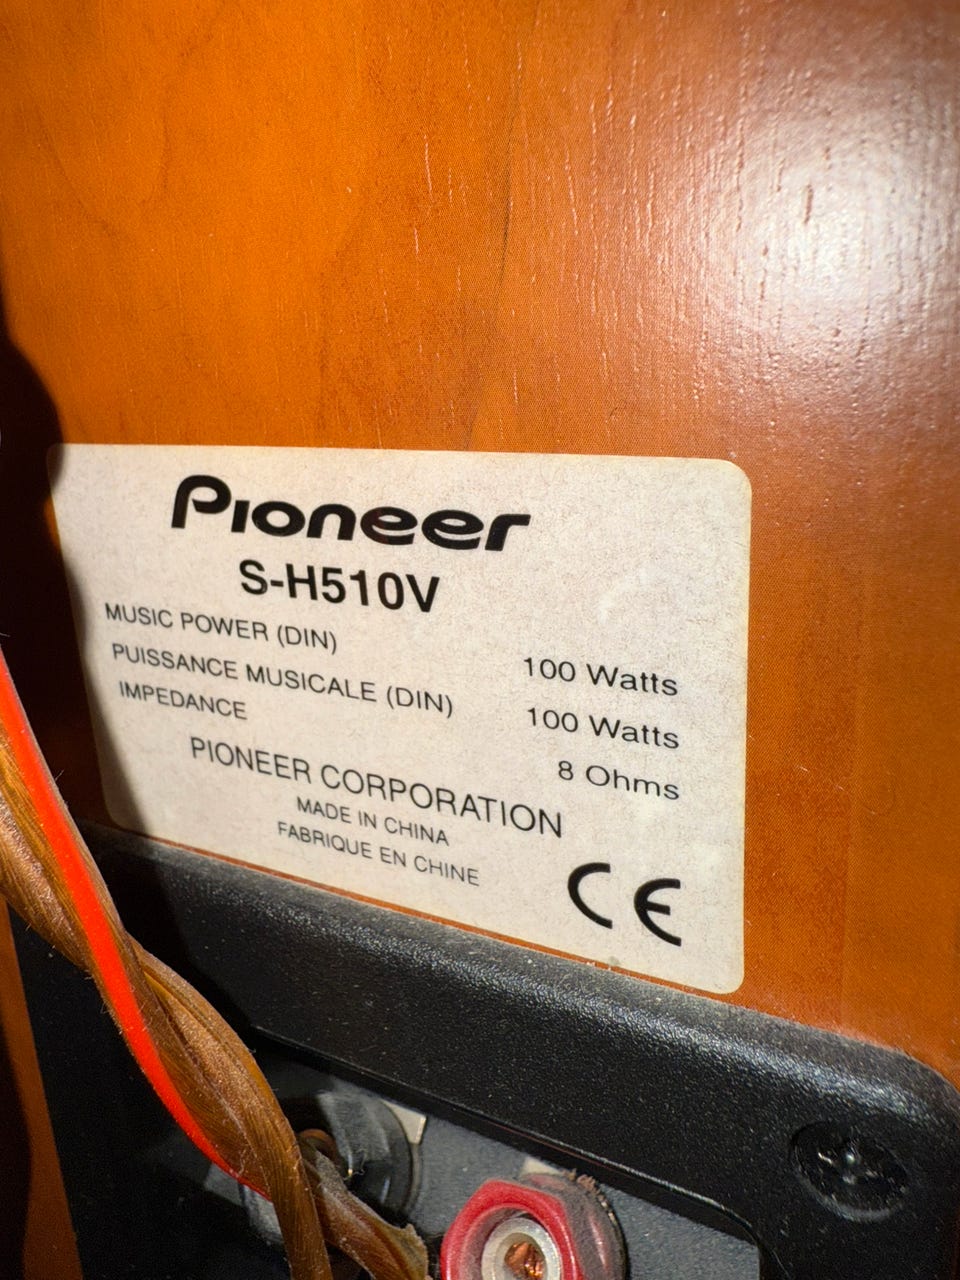 Pioneer
S-H510V
MUSIC POWER (DIN) 100 Watts
PUISSANCE MUSICALE (DIN) 100 Watts
IMPEDANCE 8 Ohms
PIONEER CORPORATION
MADE IN CHINA
FABRIQUE EN CHINE
CE